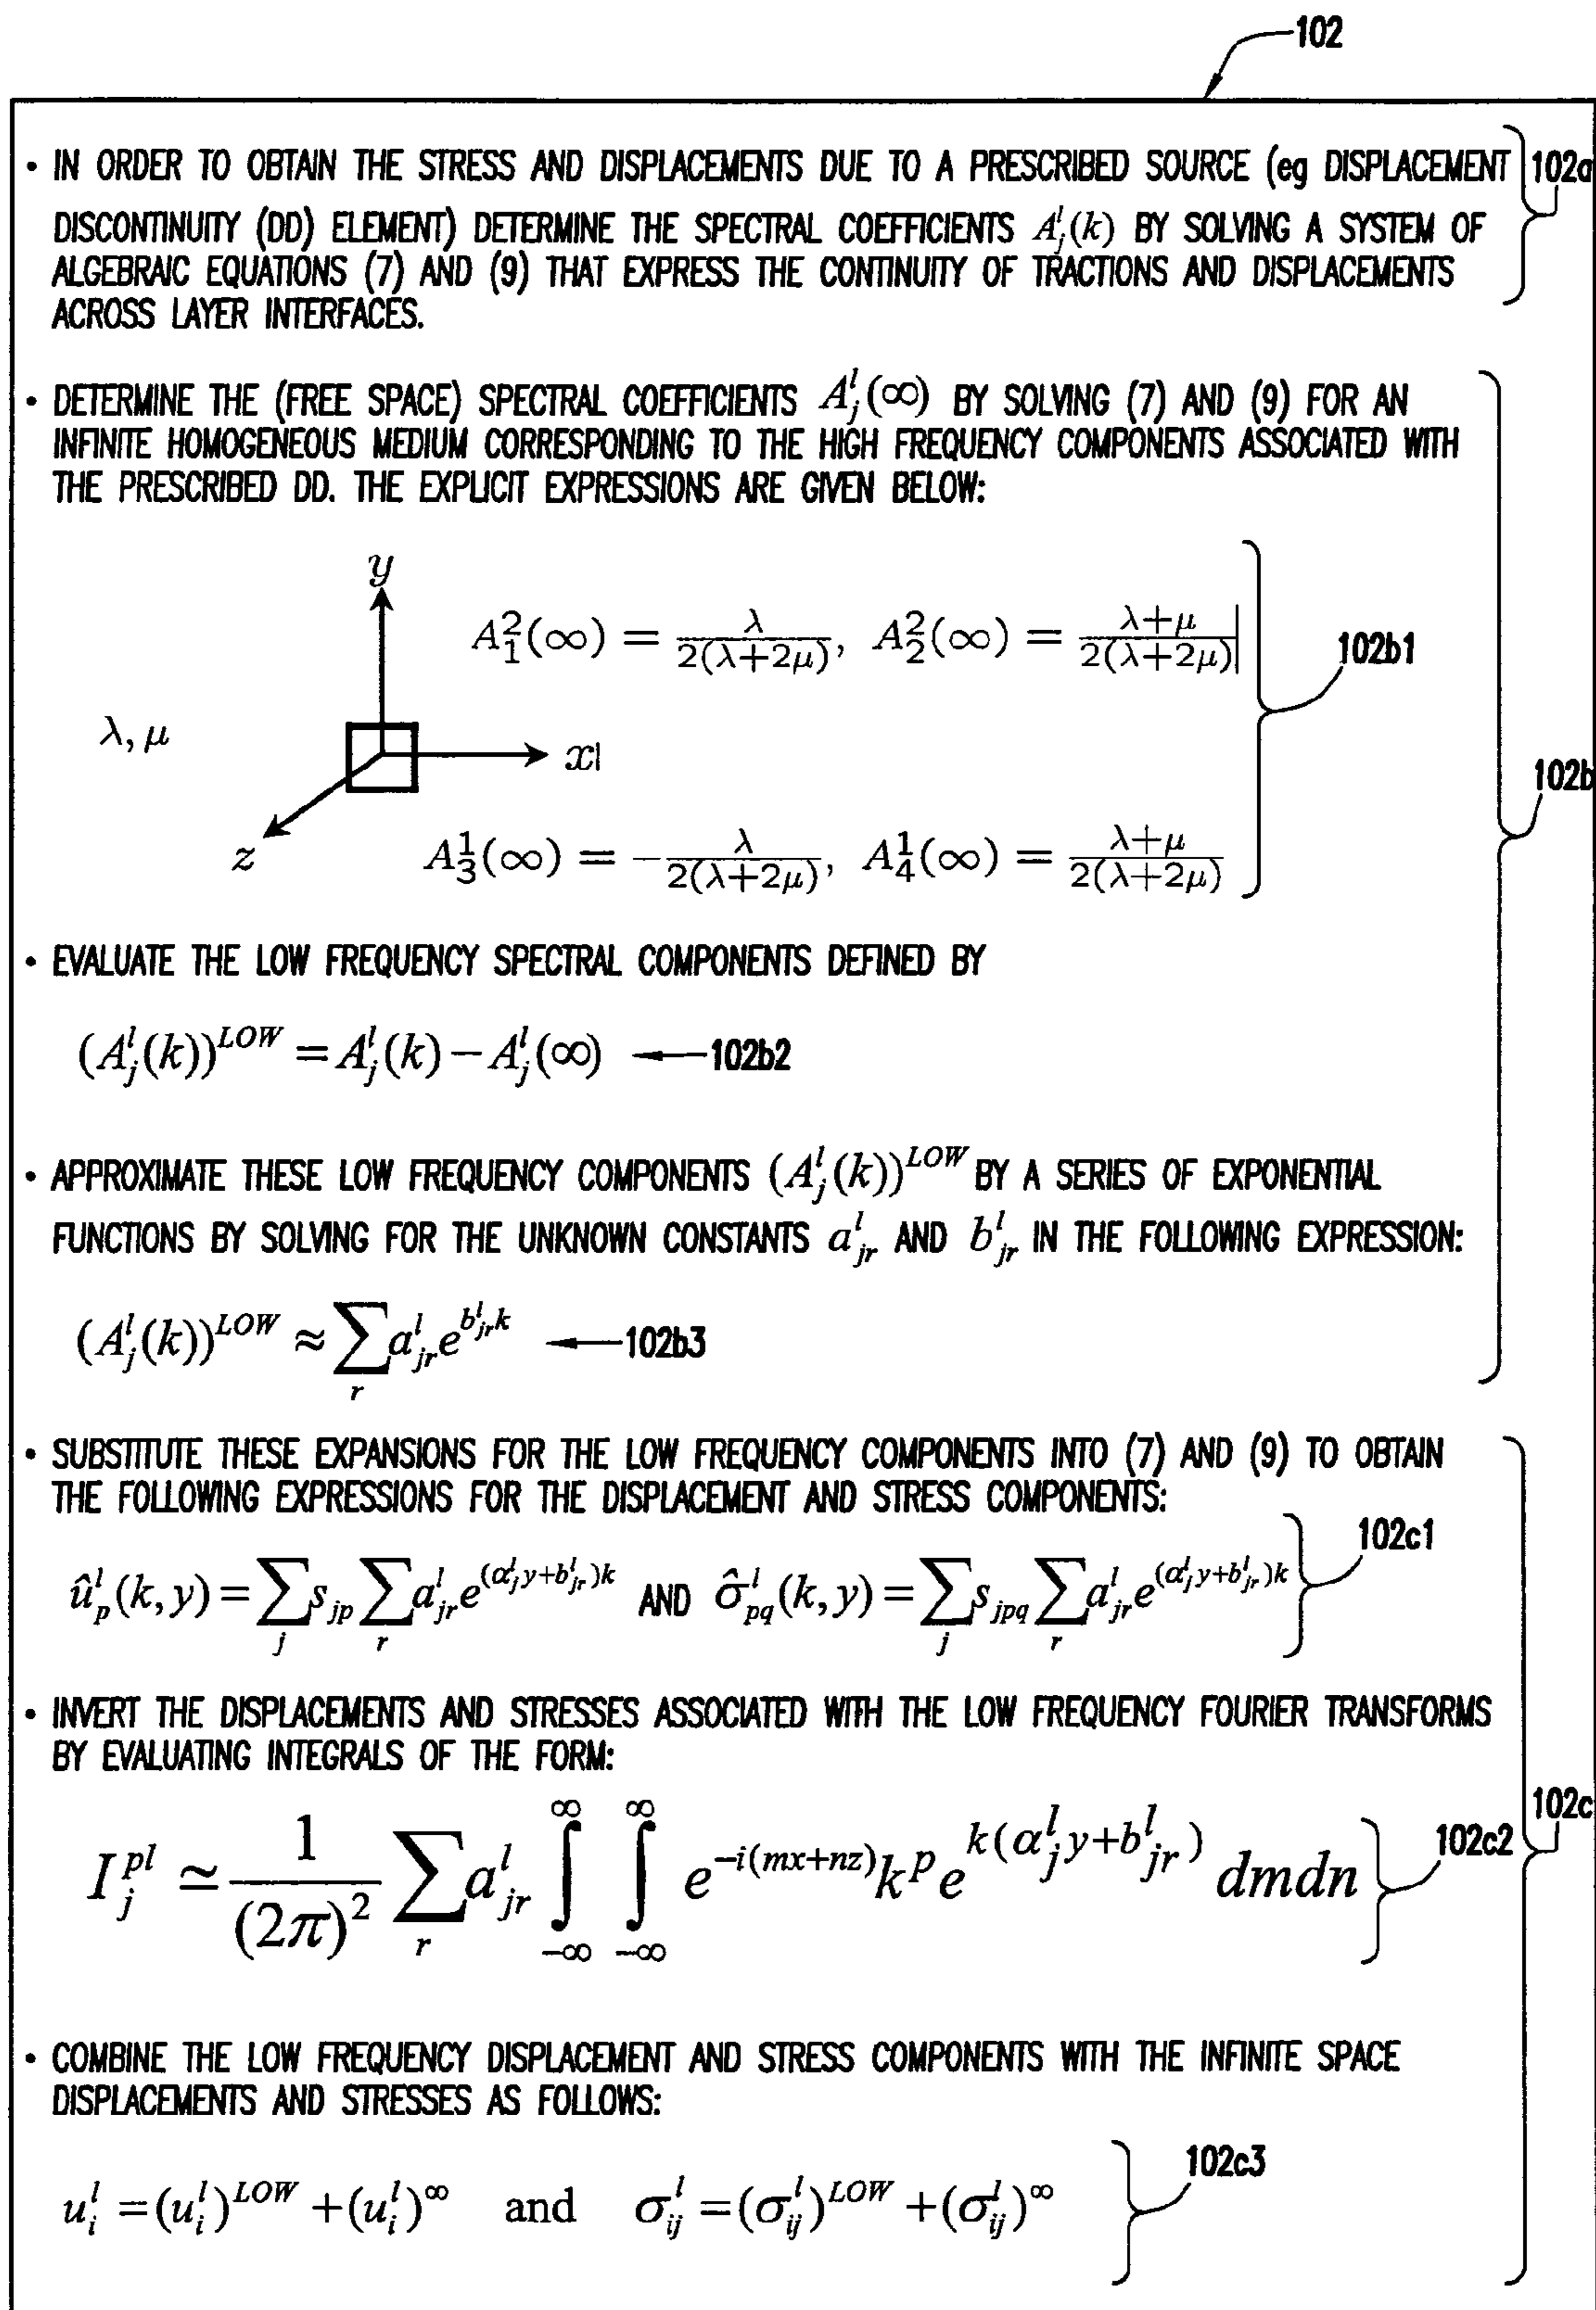 102
• IN ORDER TO OBTAIN THE STRESS AND DISPLACEMENTS DUE TO A PRESCRIBED SOURCE (eg DISPLACEMENT
DISCONTINUITY (DD) ELEMENT) DETERMINE THE SPECTRAL COEFFICIENTS A_j^l(k) BY SOLVING A SYSTEM OF
ALGEBRAIC EQUATIONS (7) AND (9) THAT EXPRESS THE CONTINUITY OF TRACTIONS AND DISPLACEMENTS
ACROSS LAYER INTERFACES.
102a
• DETERMINE THE (FREE SPACE) SPECTRAL COEFFICIENTS A_j^l(∞) BY SOLVING (7) AND (9) FOR AN
INFINITE HOMOGENEOUS MEDIUM CORRESPONDING TO THE HIGH FREQUENCY COMPONENTS ASSOCIATED WITH
THE PRESCRIBED DD. THE EXPLICIT EXPRESSIONS ARE GIVEN BELOW:
y
A_1^2(∞) = λ/(2(λ+2μ)), A_2^2(∞) = (λ+μ)/(2(λ+2μ))
102b1
λ, μ
x
102b
z
A_3^1(∞) = −λ/(2(λ+2μ)), A_4^1(∞) = (λ+μ)/(2(λ+2μ))
• EVALUATE THE LOW FREQUENCY SPECTRAL COMPONENTS DEFINED BY
(A_j^l(k))^LOW = A_j^l(k) − A_j^l(∞) 102b2
• APPROXIMATE THESE LOW FREQUENCY COMPONENTS (A_j^l(k))^LOW BY A SERIES OF EXPONENTIAL
FUNCTIONS BY SOLVING FOR THE UNKNOWN CONSTANTS a_jr^l AND b_jr^l IN THE FOLLOWING EXPRESSION:
(A_j^l(k))^LOW ≈ ∑_r a_jr^l e^(b_jr^l k) 102b3
• SUBSTITUTE THESE EXPANSIONS FOR THE LOW FREQUENCY COMPONENTS INTO (7) AND (9) TO OBTAIN
THE FOLLOWING EXPRESSIONS FOR THE DISPLACEMENT AND STRESS COMPONENTS:
102c1
û_p^l(k,y) = ∑_j s_jp ∑_r a_jr^l e^((α_j^l y+b_jr^l)k) AND σ̂_pq^l(k,y) = ∑_j s_jpq ∑_r a_jr^l e^((α_j^l y+b_jr^l)k)
• INVERT THE DISPLACEMENTS AND STRESSES ASSOCIATED WITH THE LOW FREQUENCY FOURIER TRANSFORMS
BY EVALUATING INTEGRALS OF THE FORM:
102c
I_j^pl ≃ 1/(2π)^2 ∑_r a_jr^l ∫_−∞^∞ ∫_−∞^∞ e^(−i(mx+nz)) k^p e^(k(α_j^l y+b_jr^l)) dmdn
102c2
• COMBINE THE LOW FREQUENCY DISPLACEMENT AND STRESS COMPONENTS WITH THE INFINITE SPACE
DISPLACEMENTS AND STRESSES AS FOLLOWS:
102c3
u_i^l = (u_i^l)^LOW + (u_i^l)^∞ and σ_ij^l = (σ_ij^l)^LOW + (σ_ij^l)^∞